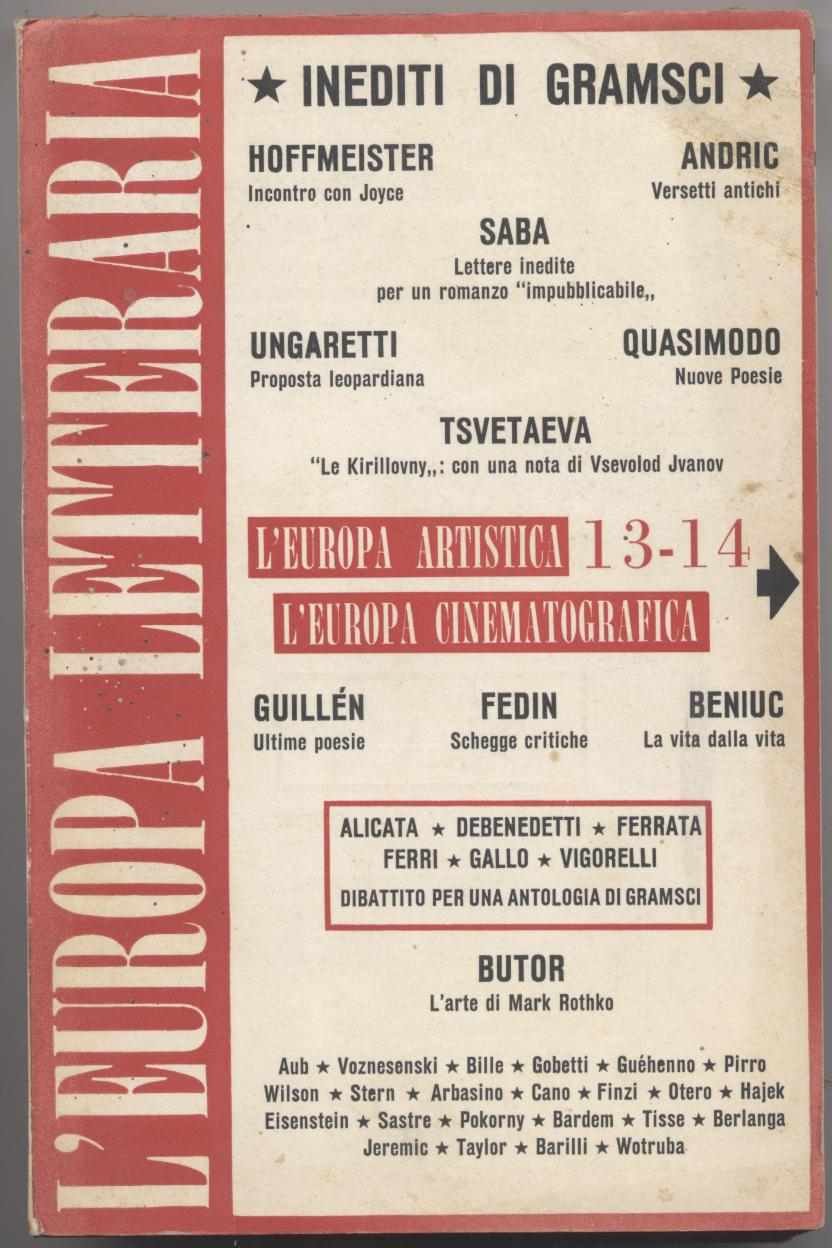 L'EUROPA LETTERARIA
★ INEDITI DI GRAMSCI ★
HOFFMEISTER
Incontro con Joyce
ANDRIC
Versetti antichi
SABA
Lettere inedite
per un romanzo "impubblicabile„
UNGARETTI
Proposta leopardiana
QUASIMODO
Nuove Poesie
TSVETAEVA
"Le Kirillovny„: con una nota di Vsevolod Jvanov
L'EUROPA ARTISTICA 13-14
L'EUROPA CINEMATOGRAFICA
GUILLÉN
Ultime poesie
FEDIN
Schegge critiche
BENIUC
La vita dalla vita
ALICATA ★ DEBENEDETTI ★ FERRATA
FERRI ★ GALLO ★ VIGORELLI
DIBATTITO PER UNA ANTOLOGIA DI GRAMSCI
BUTOR
L'arte di Mark Rothko
Aub ★ Voznesenski ★ Bille ★ Gobetti ★ Guéhenno ★ Pirro
Wilson ★ Stern ★ Arbasino ★ Cano ★ Finzi ★ Otero ★ Hajek
Eisenstein ★ Sastre ★ Pokorny ★ Bardem ★ Tisse ★ Berlanga
Jeremic ★ Taylor ★ Barilli ★ Wotruba